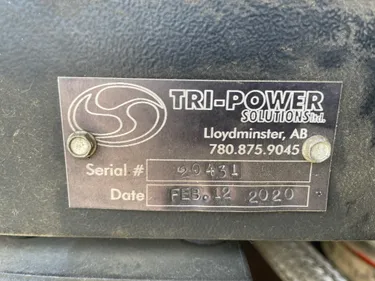 TRI-POWER
SOLUTIONS ltd.
Lloydminster, AB
780.875.9045
Serial #
Date FEB. 12 2020